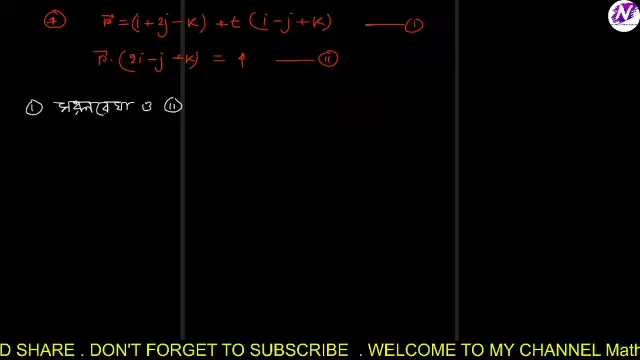 ④ r⃗ = (i + 2j - k) + t (i - j + k) —— ⓘ
r⃗. (2i - j + k) = 4 —— ⓘⓘ
ⓘ সরলরেখা ও ⓘⓘ
N
D SHARE . DON'T FORGET TO SUBSCRIBE . WELCOME TO MY CHANNEL Math